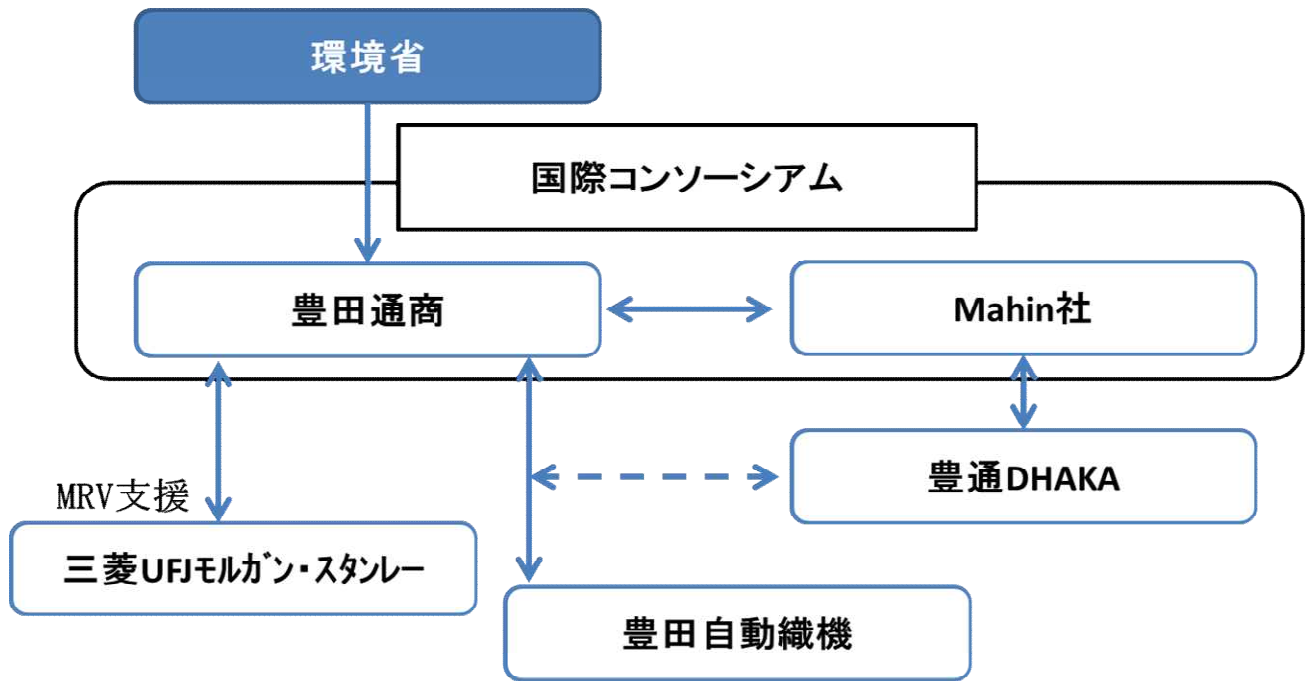 環境省
国際コンソーシアム
豊田通商
Mahin社
豊通DHAKA
MRV支援
三菱UFJﾓﾙｶﾞﾝ・ｽﾀﾝﾚｰ
豊田自動織機